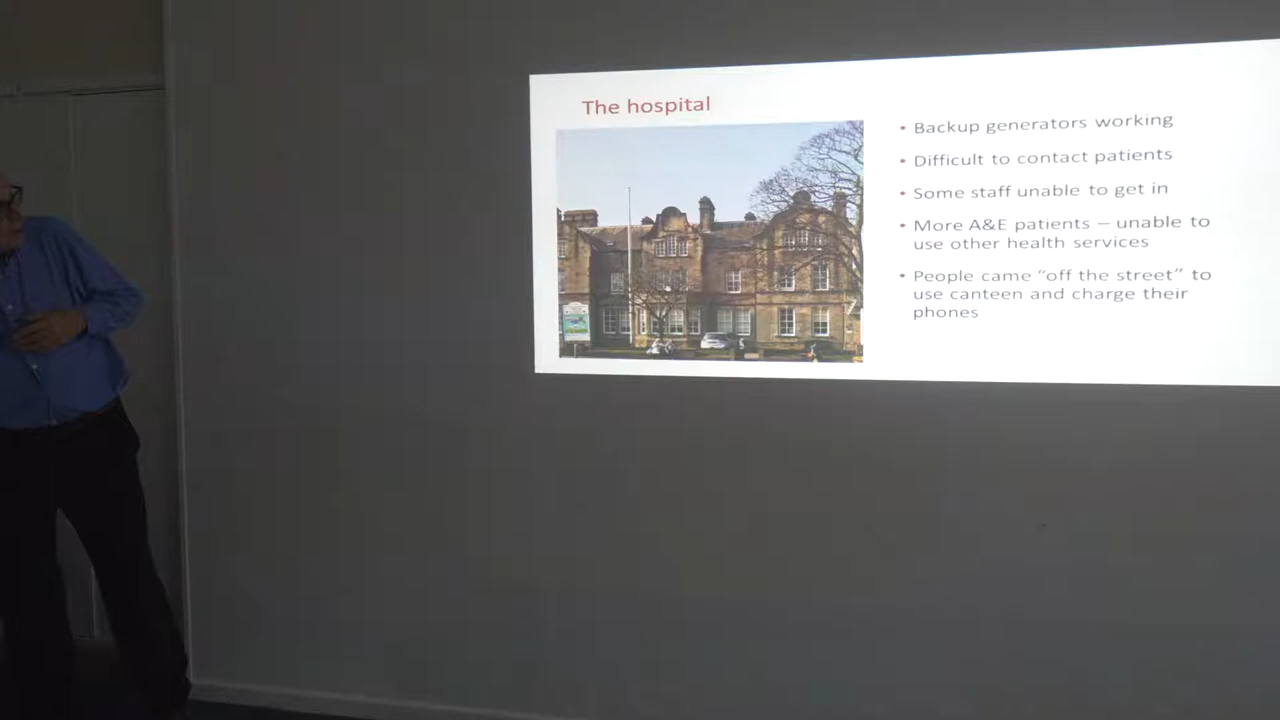 The hospital
• Backup generators working
• Difficult to contact patients
• Some staff unable to get in
• More A&E patients – unable to
use other health services
• People came “off the street” to
use canteen and charge their
phones